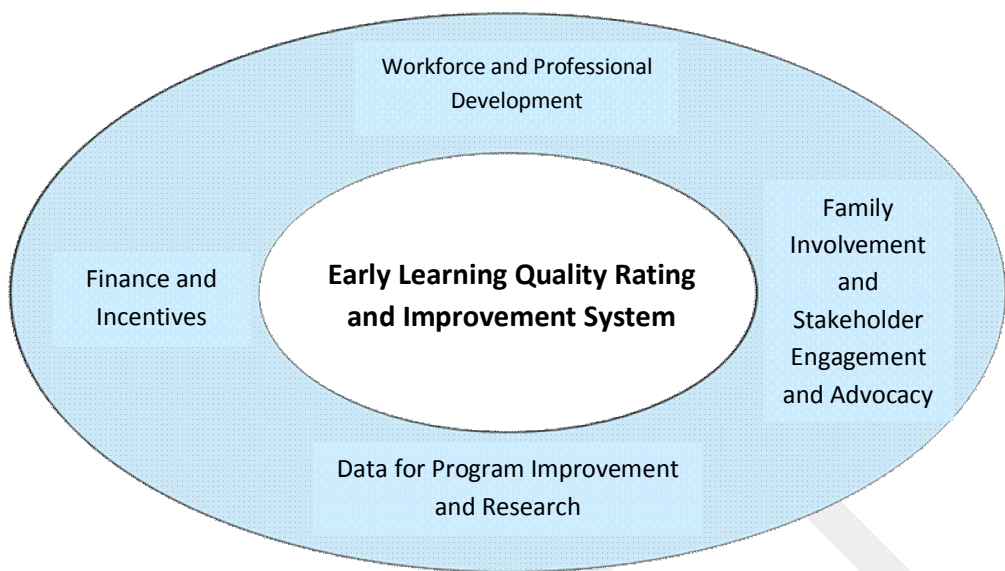 Workforce and Professional
Development
Family
Involvement
and
Stakeholder
Engagement
and Advocacy
Finance and
Incentives
Early Learning Quality Rating
and Improvement System
Data for Program Improvement
and Research